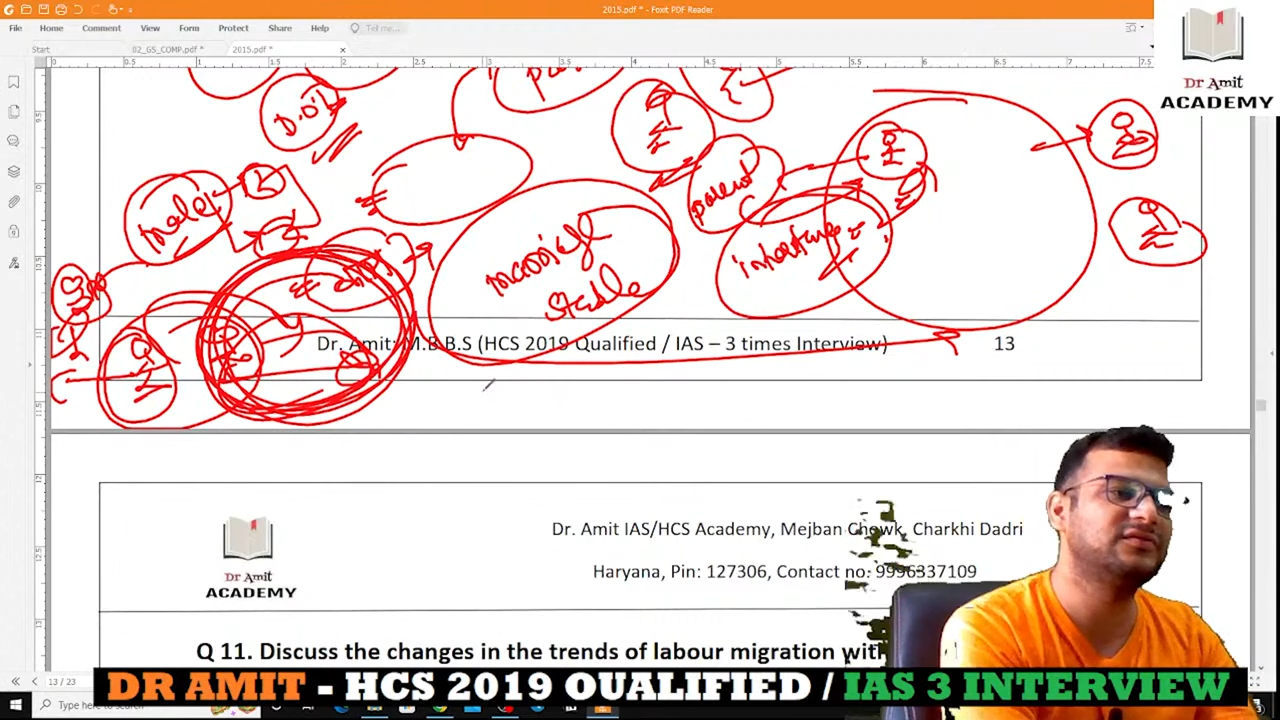 2015.pdf * - Foxit PDF Reader
File Home Comment View Form Protect Share Help Tell me...
Start 02_GS_COMP.pdf * 2015.pdf *
Dr Amit
ACADEMY
D.O.
male
parent
inheritance
marriage
stable
Dr. Amit: M.B.B.S (HCS 2019 Qualified / IAS – 3 times Interview) 13
Dr. Amit IAS/HCS Academy, Mejban Chowk, Charkhi Dadri
Haryana, Pin: 127306, Contact no: 9996337109
Dr Amit
ACADEMY
Q 11. Discuss the changes in the trends of labour migration with
13 / 23
DR AMIT - HCS 2019 QUALIFIED / IAS 3 INTERVIEW
Type here to search